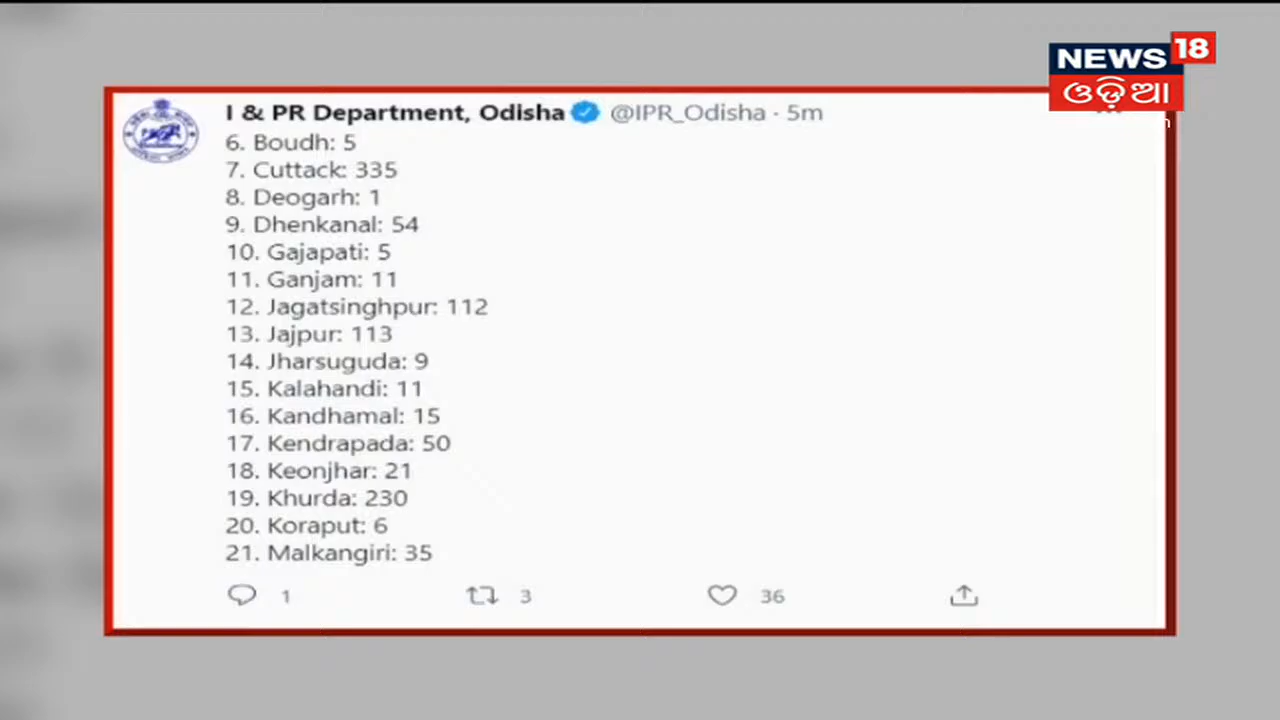 NEWS 18
ଓଡ଼ିଆ
I & PR Department, Odisha @IPR_Odisha · 5m
6. Boudh: 5
7. Cuttack: 335
8. Deogarh: 1
9. Dhenkanal: 54
10. Gajapati: 5
11. Ganjam: 11
12. Jagatsinghpur: 112
13. Jajpur: 113
14. Jharsuguda: 9
15. Kalahandi: 11
16. Kandhamal: 15
17. Kendrapada: 50
18. Keonjhar: 21
19. Khurda: 230
20. Koraput: 6
21. Malkangiri: 35
1 3 36